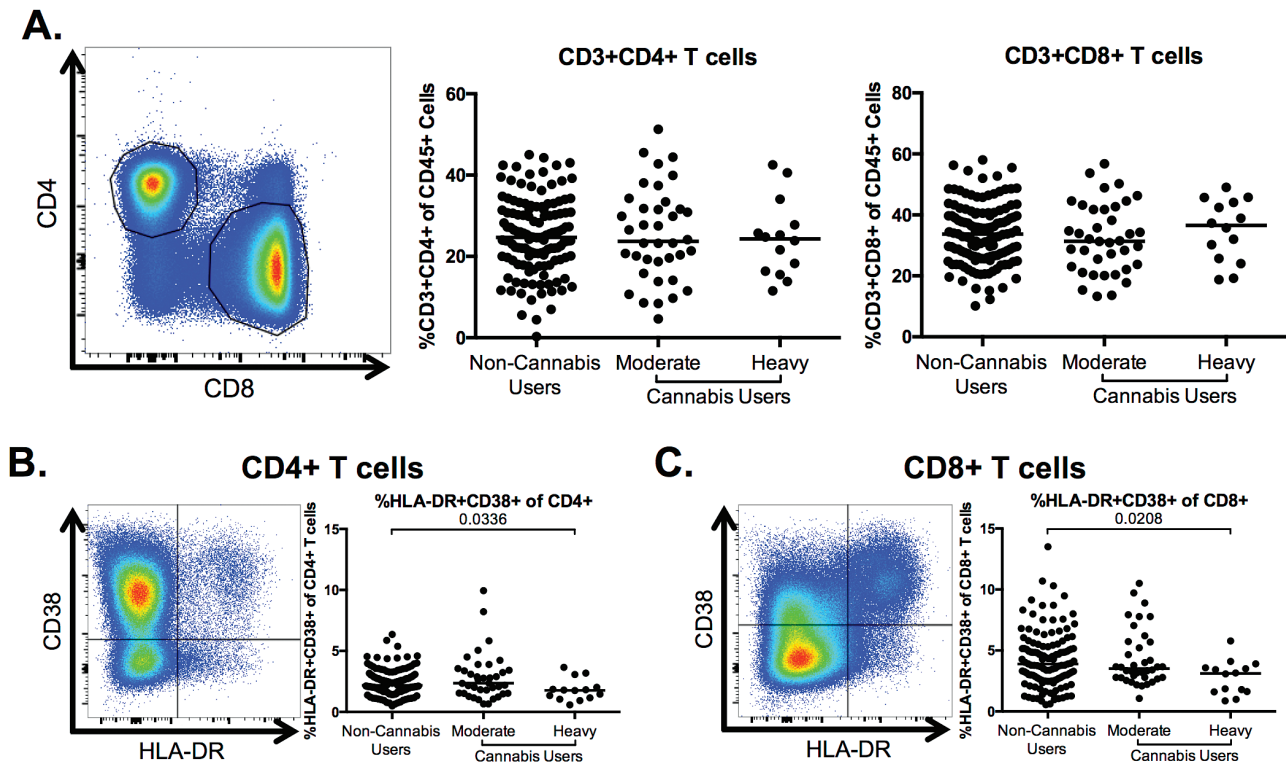 A.
CD4
CD8
CD3+CD4+ T cells
%CD3+CD4+ of CD45+ Cells
60
40
20
0
Non-Cannabis
Users
Moderate
Heavy
Cannabis Users
CD3+CD8+ T cells
%CD3+CD8+ of CD45+ Cells
80
60
40
20
0
Non-Cannabis
Users
Moderate
Heavy
Cannabis Users
B.
CD4+ T cells
CD38
HLA-DR
%HLA-DR+CD38+ of CD4+
0.0336
%HLA-DR+CD38+ of CD4+ T cells
15
10
5
0
Non-Cannabis
Users
Moderate
Heavy
Cannabis Users
C.
CD8+ T cells
CD38
HLA-DR
%HLA-DR+CD38+ of CD8+
0.0208
%HLA-DR+CD38+ of CD8+ T cells
15
10
5
0
Non-Cannabis
Users
Moderate
Heavy
Cannabis Users